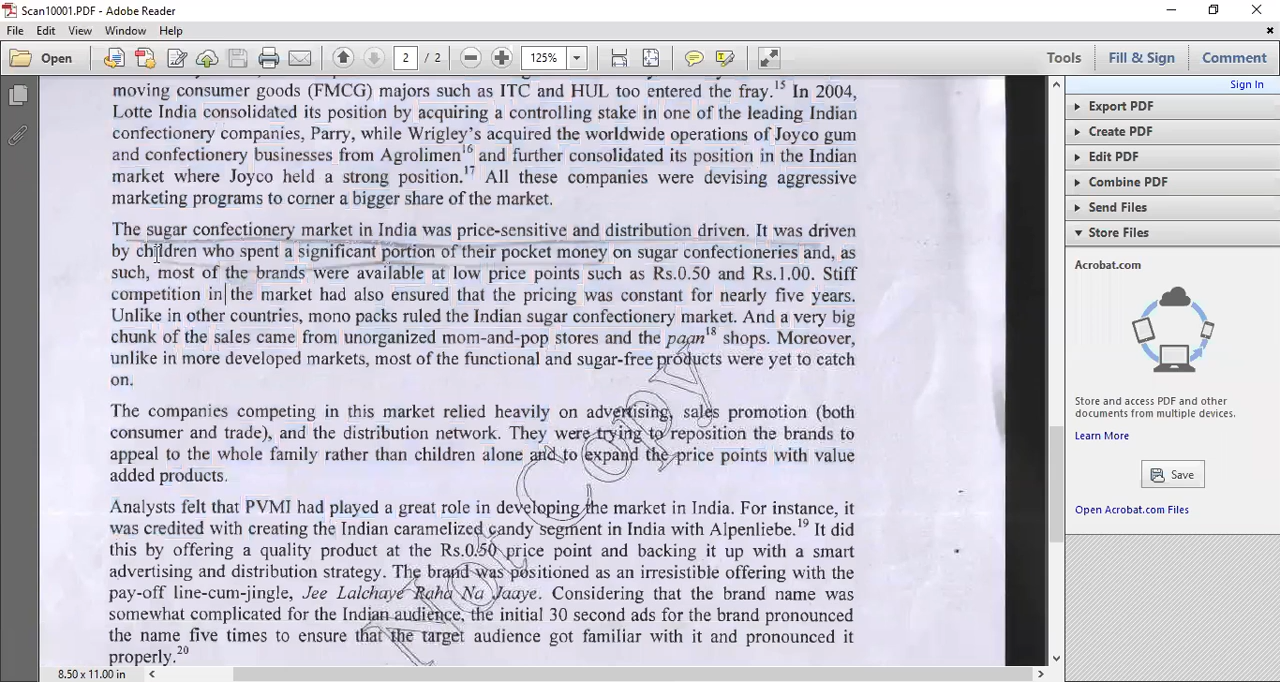 Scan10001.PDF - Adobe Reader
File Edit View Window Help
Open 2 / 2 125% Tools Fill & Sign Comment
Sign In
Export PDF
Create PDF
Edit PDF
Combine PDF
Send Files
Store Files
Acrobat.com
Store and access PDF and other
documents from multiple devices.
Learn More
Save
Open Acrobat.com Files
moving consumer goods (FMCG) majors such as ITC and HUL too entered the fray.15 In 2004,
Lotte India consolidated its position by acquiring a controlling stake in one of the leading Indian
confectionery companies, Parry, while Wrigley's acquired the worldwide operations of Joyco gum
and confectionery businesses from Agrolimen16 and further consolidated its position in the Indian
market where Joyco held a strong position.17 All these companies were devising aggressive
marketing programs to corner a bigger share of the market.
The sugar confectionery market in India was price-sensitive and distribution driven. It was driven
by children who spent a significant portion of their pocket money on sugar confectioneries and, as
such, most of the brands were available at low price points such as Rs.0.50 and Rs.1.00. Stiff
competition in the market had also ensured that the pricing was constant for nearly five years.
Unlike in other countries, mono packs ruled the Indian sugar confectionery market. And a very big
chunk of the sales came from unorganized mom-and-pop stores and the paan18 shops. Moreover,
unlike in more developed markets, most of the functional and sugar-free products were yet to catch
on.
The companies competing in this market relied heavily on advertising, sales promotion (both
consumer and trade), and the distribution network. They were trying to reposition the brands to
appeal to the whole family rather than children alone and to expand the price points with value
added products.
Analysts felt that PVMI had played a great role in developing the market in India. For instance, it
was credited with creating the Indian caramelized candy segment in India with Alpenliebe.19 It did
this by offering a quality product at the Rs.0.50 price point and backing it up with a smart
advertising and distribution strategy. The brand was positioned as an irresistible offering with the
pay-off line-cum-jingle, Jee Lalchaye Raha Na Jaaye. Considering that the brand name was
somewhat complicated for the Indian audience, the initial 30 second ads for the brand pronounced
the name five times to ensure that the target audience got familiar with it and pronounced it
properly.20
Not Copy
8.50 x 11.00 in